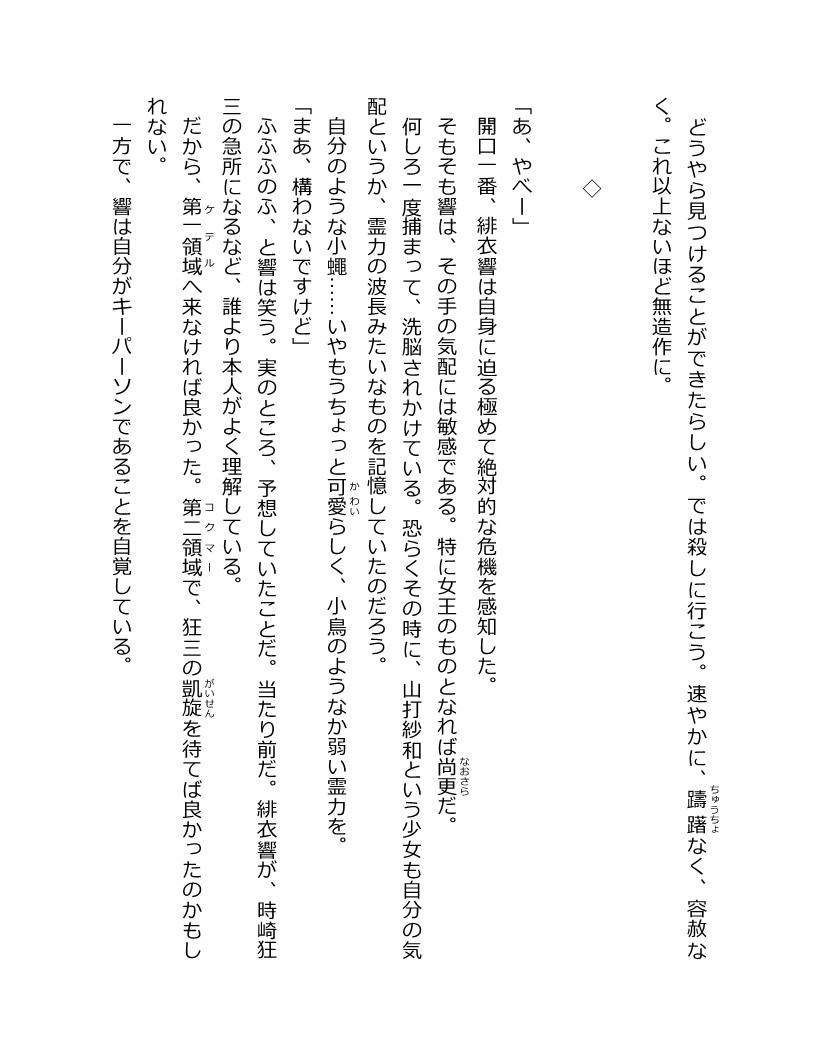 どうやら見つけることができたらしい。では殺しに行こう。速やかに、躊躇なく、容赦な
く。これ以上ないほど無造作に。
◇
「あ、やべー」
開口一番、緋衣響は自身に迫る極めて絶対的な危機を感知した。
そもそも響は、その手の気配には敏感である。特に女王のものとなれば尚更だ。
何しろ一度捕まって、洗脳されかけている。恐らくその時に、山打紗和という少女も自分の気
配というか、霊力の波長みたいなものを記憶していたのだろう。
自分のような小蠅……いやもうちょっと可愛らしく、小鳥のようなか弱い霊力を。
「まあ、構わないですけど」
ふふふのふ、と響は笑う。実のところ、予想していたことだ。当たり前だ。緋衣響が、時崎狂
三の急所になるなど、誰より本人がよく理解している。
だから、第一領域へ来なければ良かった。第二領域で、狂三の凱旋を待てば良かったのかもし
れない。
一方で、響は自分がキーパーソンであることを自覚している。